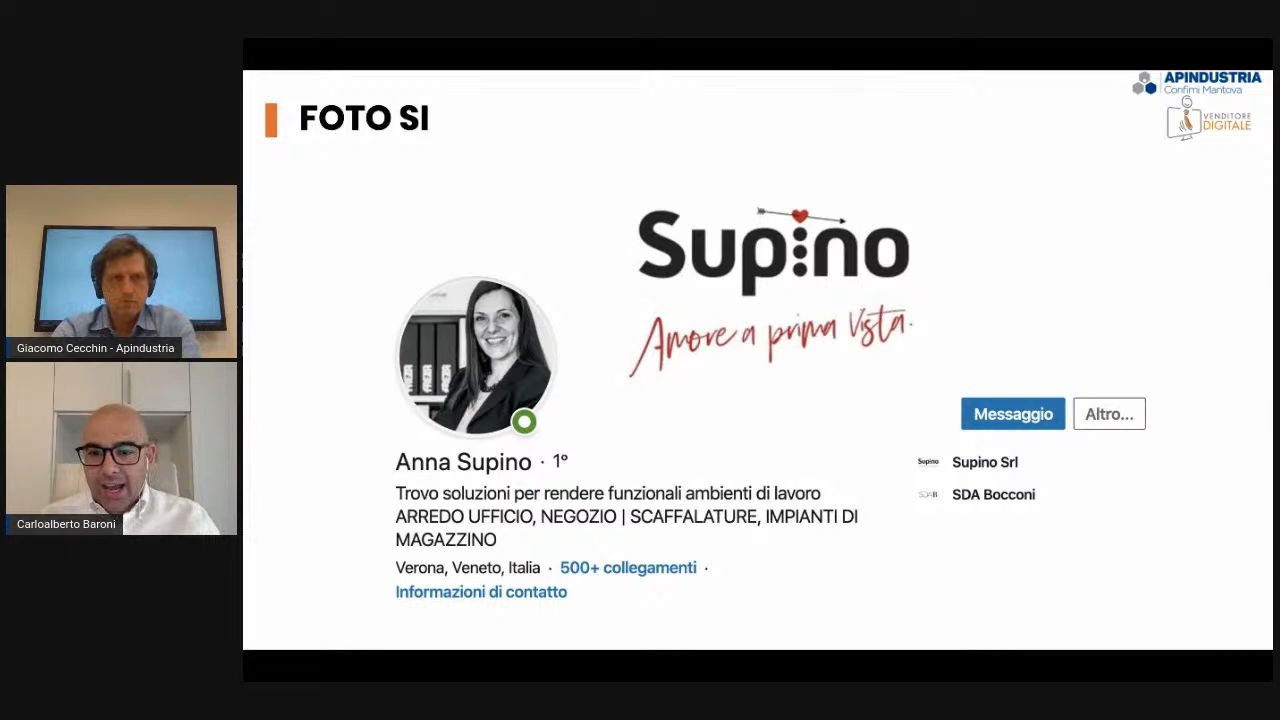 APINDUSTRIA
Confimi Mantova
VENDITORE
DIGITALE
FOTO SI
Supino
Amore a prima vista.
Giacomo Cecchin - Apindustria
Carloalberto Baroni
Messaggio
Altro...
Anna Supino · 1°
Trovo soluzioni per rendere funzionali ambienti di lavoro
ARREDO UFFICIO, NEGOZIO | SCAFFALATURE, IMPIANTI DI
MAGAZZINO
Verona, Veneto, Italia · 500+ collegamenti ·
Informazioni di contatto
Supino Supino Srl
SDAB SDA Bocconi